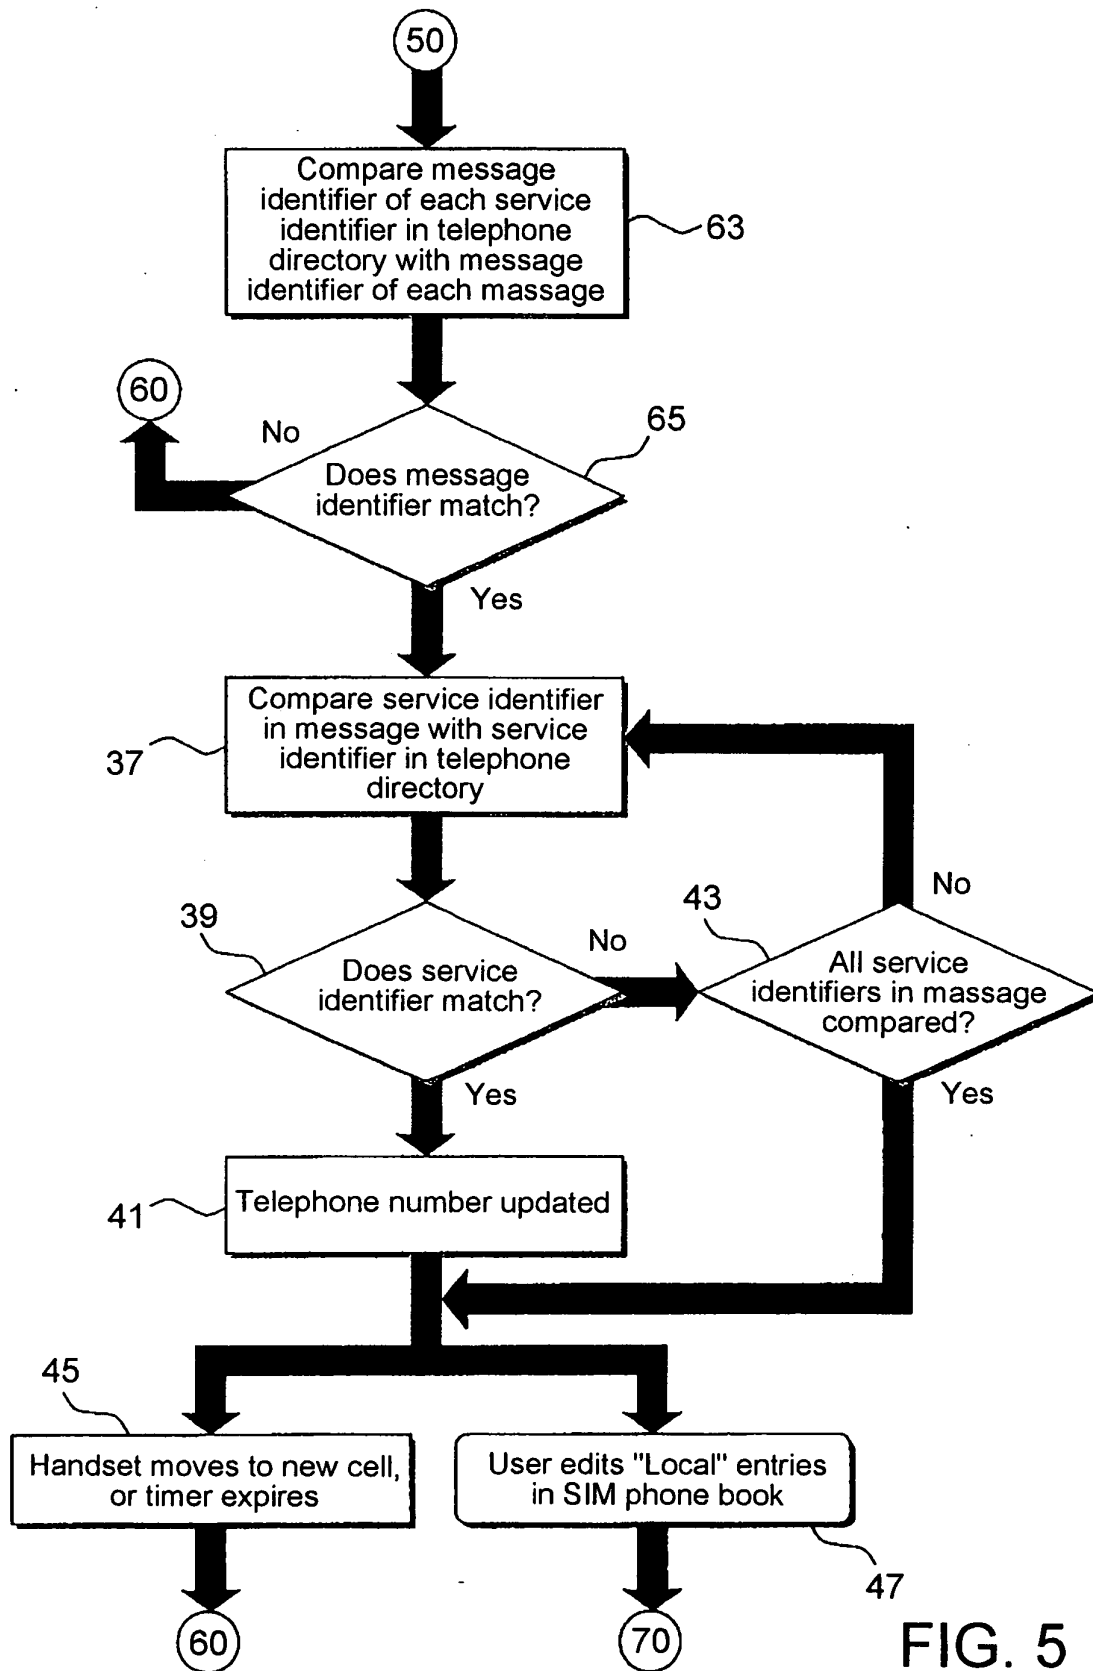 50
Compare message
identifier of each service
identifier in telephone
directory with message
identifier of each massage
63
60
No
65
Does message
identifier match?
Yes
Compare service identifier
in message with service
identifier in telephone
directory
37
No
39
43
No
Does service
identifier match?
All service
identifiers in massage
compared?
Yes
Yes
Telephone number updated
41
45
Handset moves to new cell,
or timer expires
User edits "Local" entries
in SIM phone book
47
60
70
FIG. 5